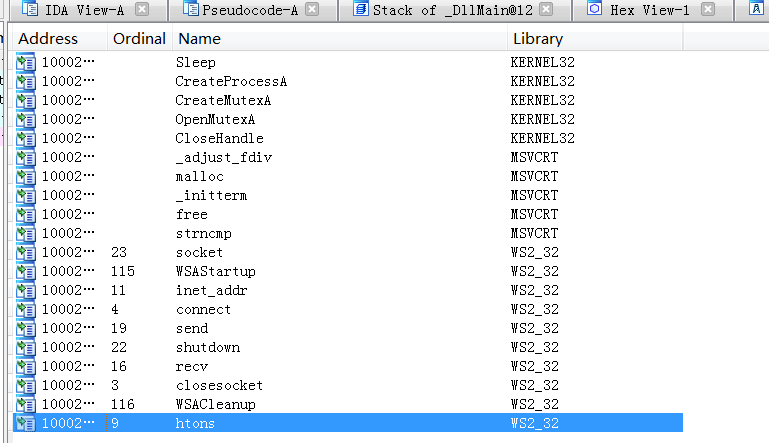 IDA View-A Pseudocode-A Stack of _DllMain@12 Hex View-1
Address Ordinal Name Library
10002… Sleep KERNEL32
10002… CreateProcessA KERNEL32
10002… CreateMutexA KERNEL32
10002… OpenMutexA KERNEL32
10002… CloseHandle KERNEL32
10002… _adjust_fdiv MSVCRT
10002… malloc MSVCRT
10002… _initterm MSVCRT
10002… free MSVCRT
10002… strncmp MSVCRT
10002… 23 socket WS2_32
10002… 115 WSAStartup WS2_32
10002… 11 inet_addr WS2_32
10002… 4 connect WS2_32
10002… 19 send WS2_32
10002… 22 shutdown WS2_32
10002… 16 recv WS2_32
10002… 3 closesocket WS2_32
10002… 116 WSACleanup WS2_32
10002… 9 htons WS2_32